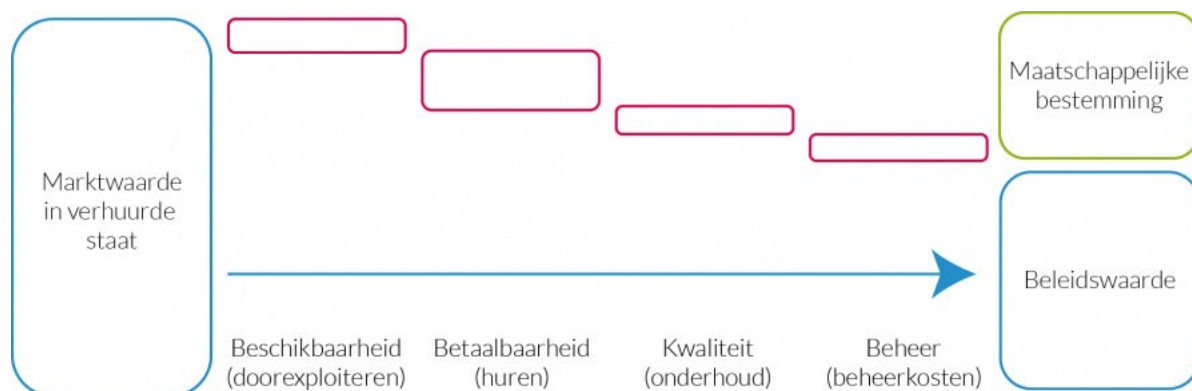 Marktwaarde
in verhuurde
staat
Beschikbaarheid
(doorexploiteren)
Betaalbaarheid
(huren)
Kwaliteit
(onderhoud)
Beheer
(beheerkosten)
Maatschappelijke
bestemming
Beleidswaarde